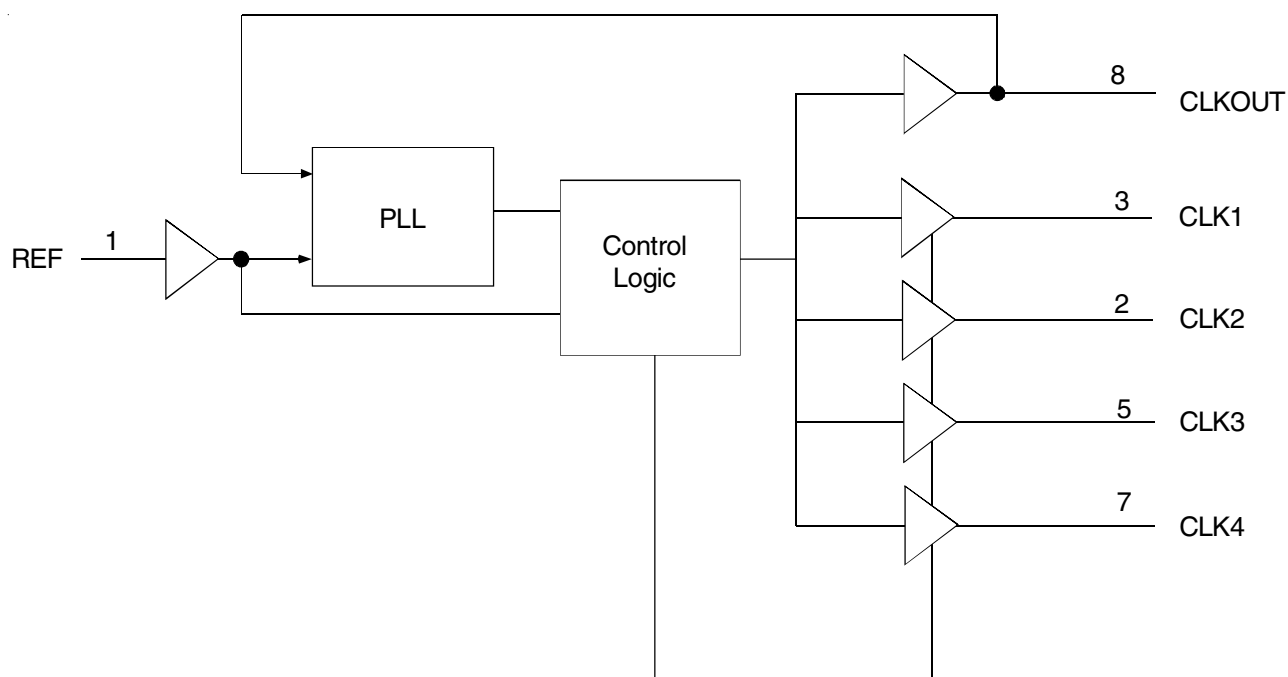 8
CLKOUT
PLL
3
CLK1
REF
1
Control
Logic
2
CLK2
5
CLK3
7
CLK4